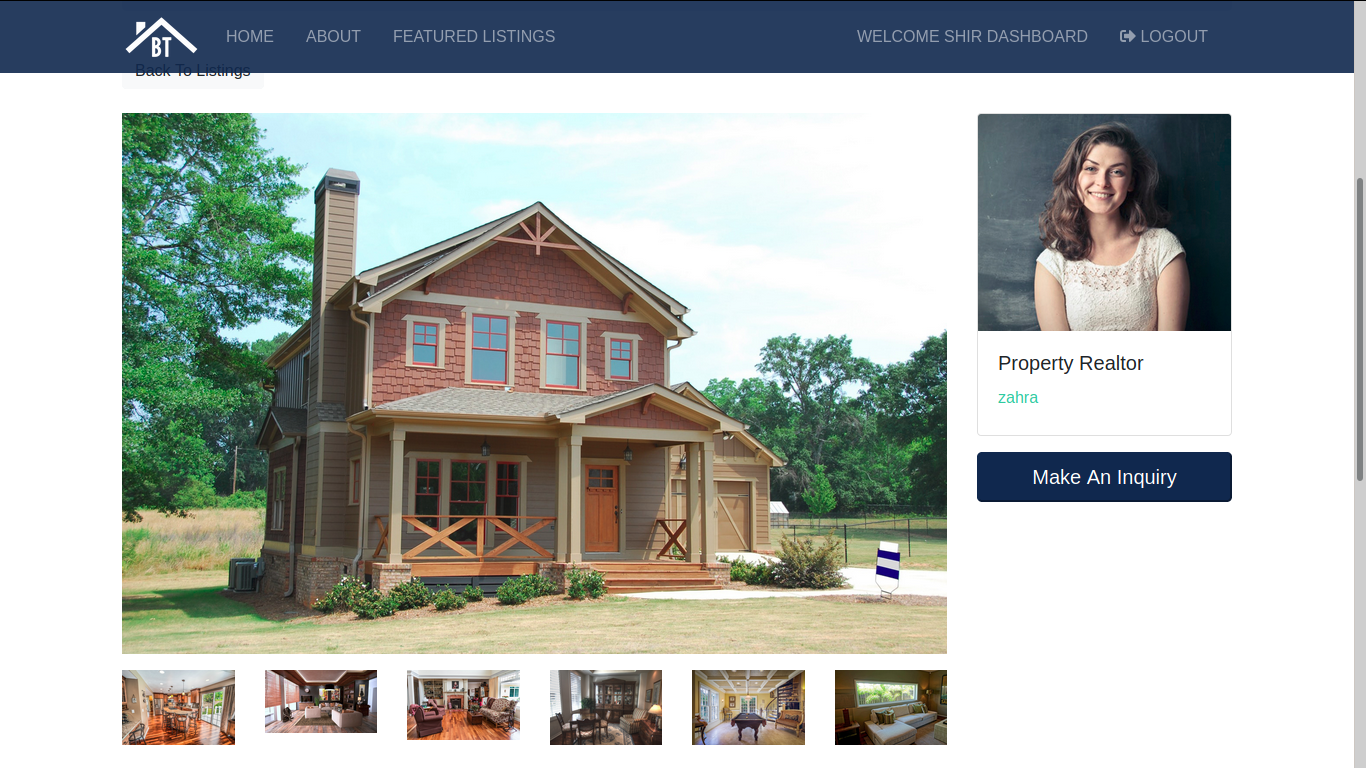 BT
HOME
ABOUT
FEATURED LISTINGS
WELCOME SHIR DASHBOARD
LOGOUT
Back To Listings
Property Realtor
zahra
Make An Inquiry